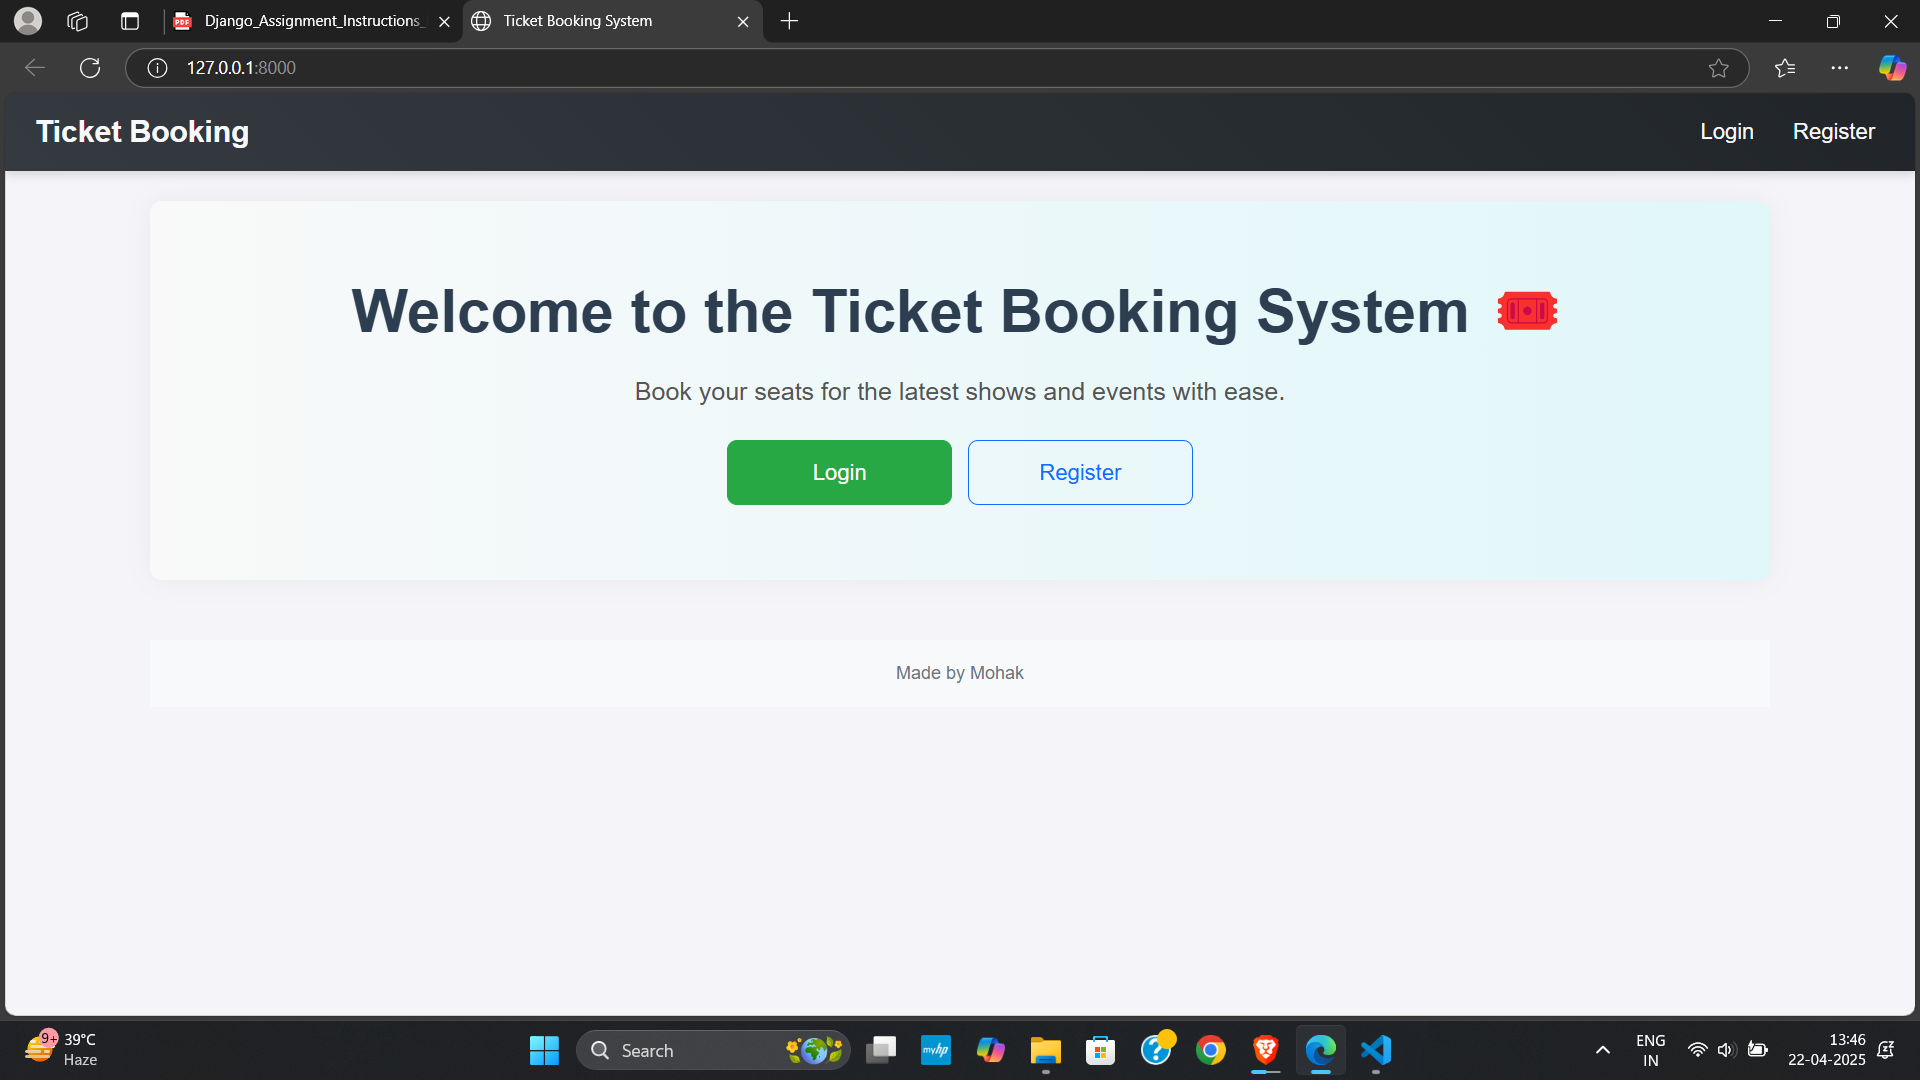 Django_Assignment_Instructions_
Ticket Booking System
127.0.0.1:8000
Ticket Booking
Login
Register
Welcome to the Ticket Booking System
Book your seats for the latest shows and events with ease.
Login
Register
Made by Mohak
9+
39°C
Haze
Search
myhp
ENG
IN
13:46
22-04-2025